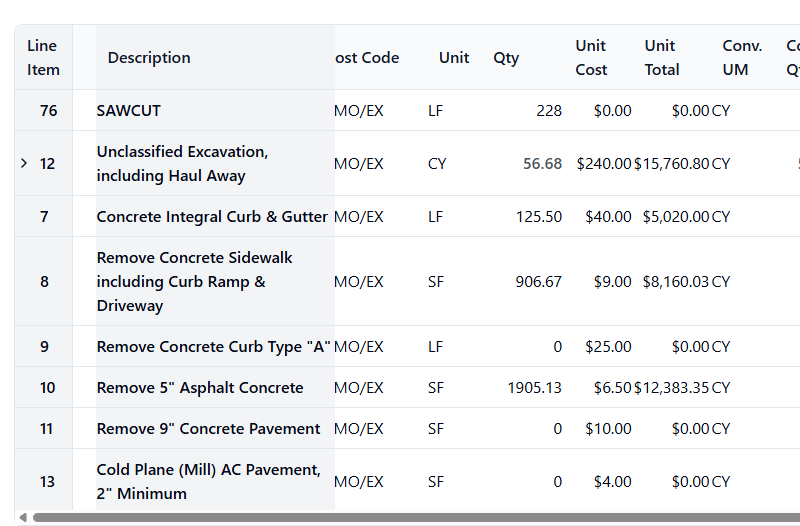 Line Item Description ost Code Unit Qty Unit Cost Unit Total Conv. UM
76 SAWCUT MO/EX LF 228 $0.00 $0.00 CY
12 Unclassified Excavation, including Haul Away MO/EX CY 56.68 $240.00 $15,760.80 CY
7 Concrete Integral Curb & Gutter MO/EX LF 125.50 $40.00 $5,020.00 CY
8 Remove Concrete Sidewalk including Curb Ramp & Driveway MO/EX SF 906.67 $9.00 $8,160.03 CY
9 Remove Concrete Curb Type "A" MO/EX LF 0 $25.00 $0.00 CY
10 Remove 5" Asphalt Concrete MO/EX SF 1905.13 $6.50 $12,383.35 CY
11 Remove 9" Concrete Pavement MO/EX SF 0 $10.00 $0.00 CY
13 Cold Plane (Mill) AC Pavement, 2" Minimum MO/EX SF 0 $4.00 $0.00 CY